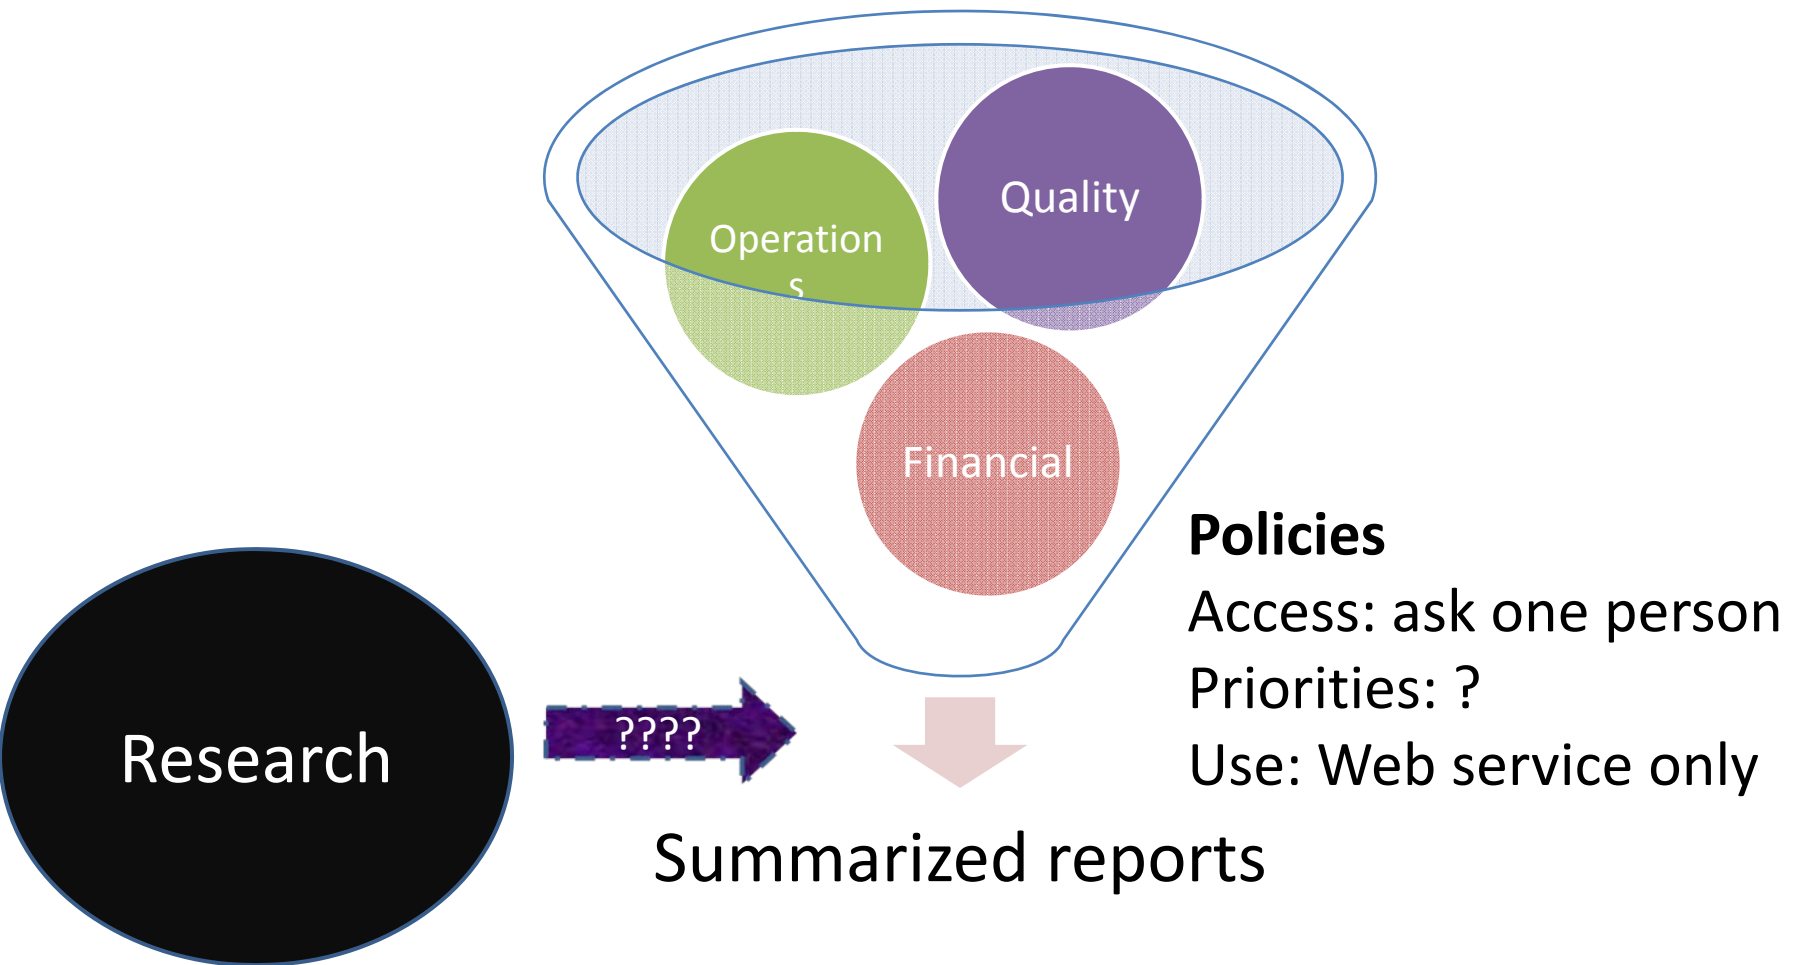 Quality
Operation
s
Financial
Policies
Access: ask one person
Priorities: ?
Use: Web service only
Research
????
Summarized reports